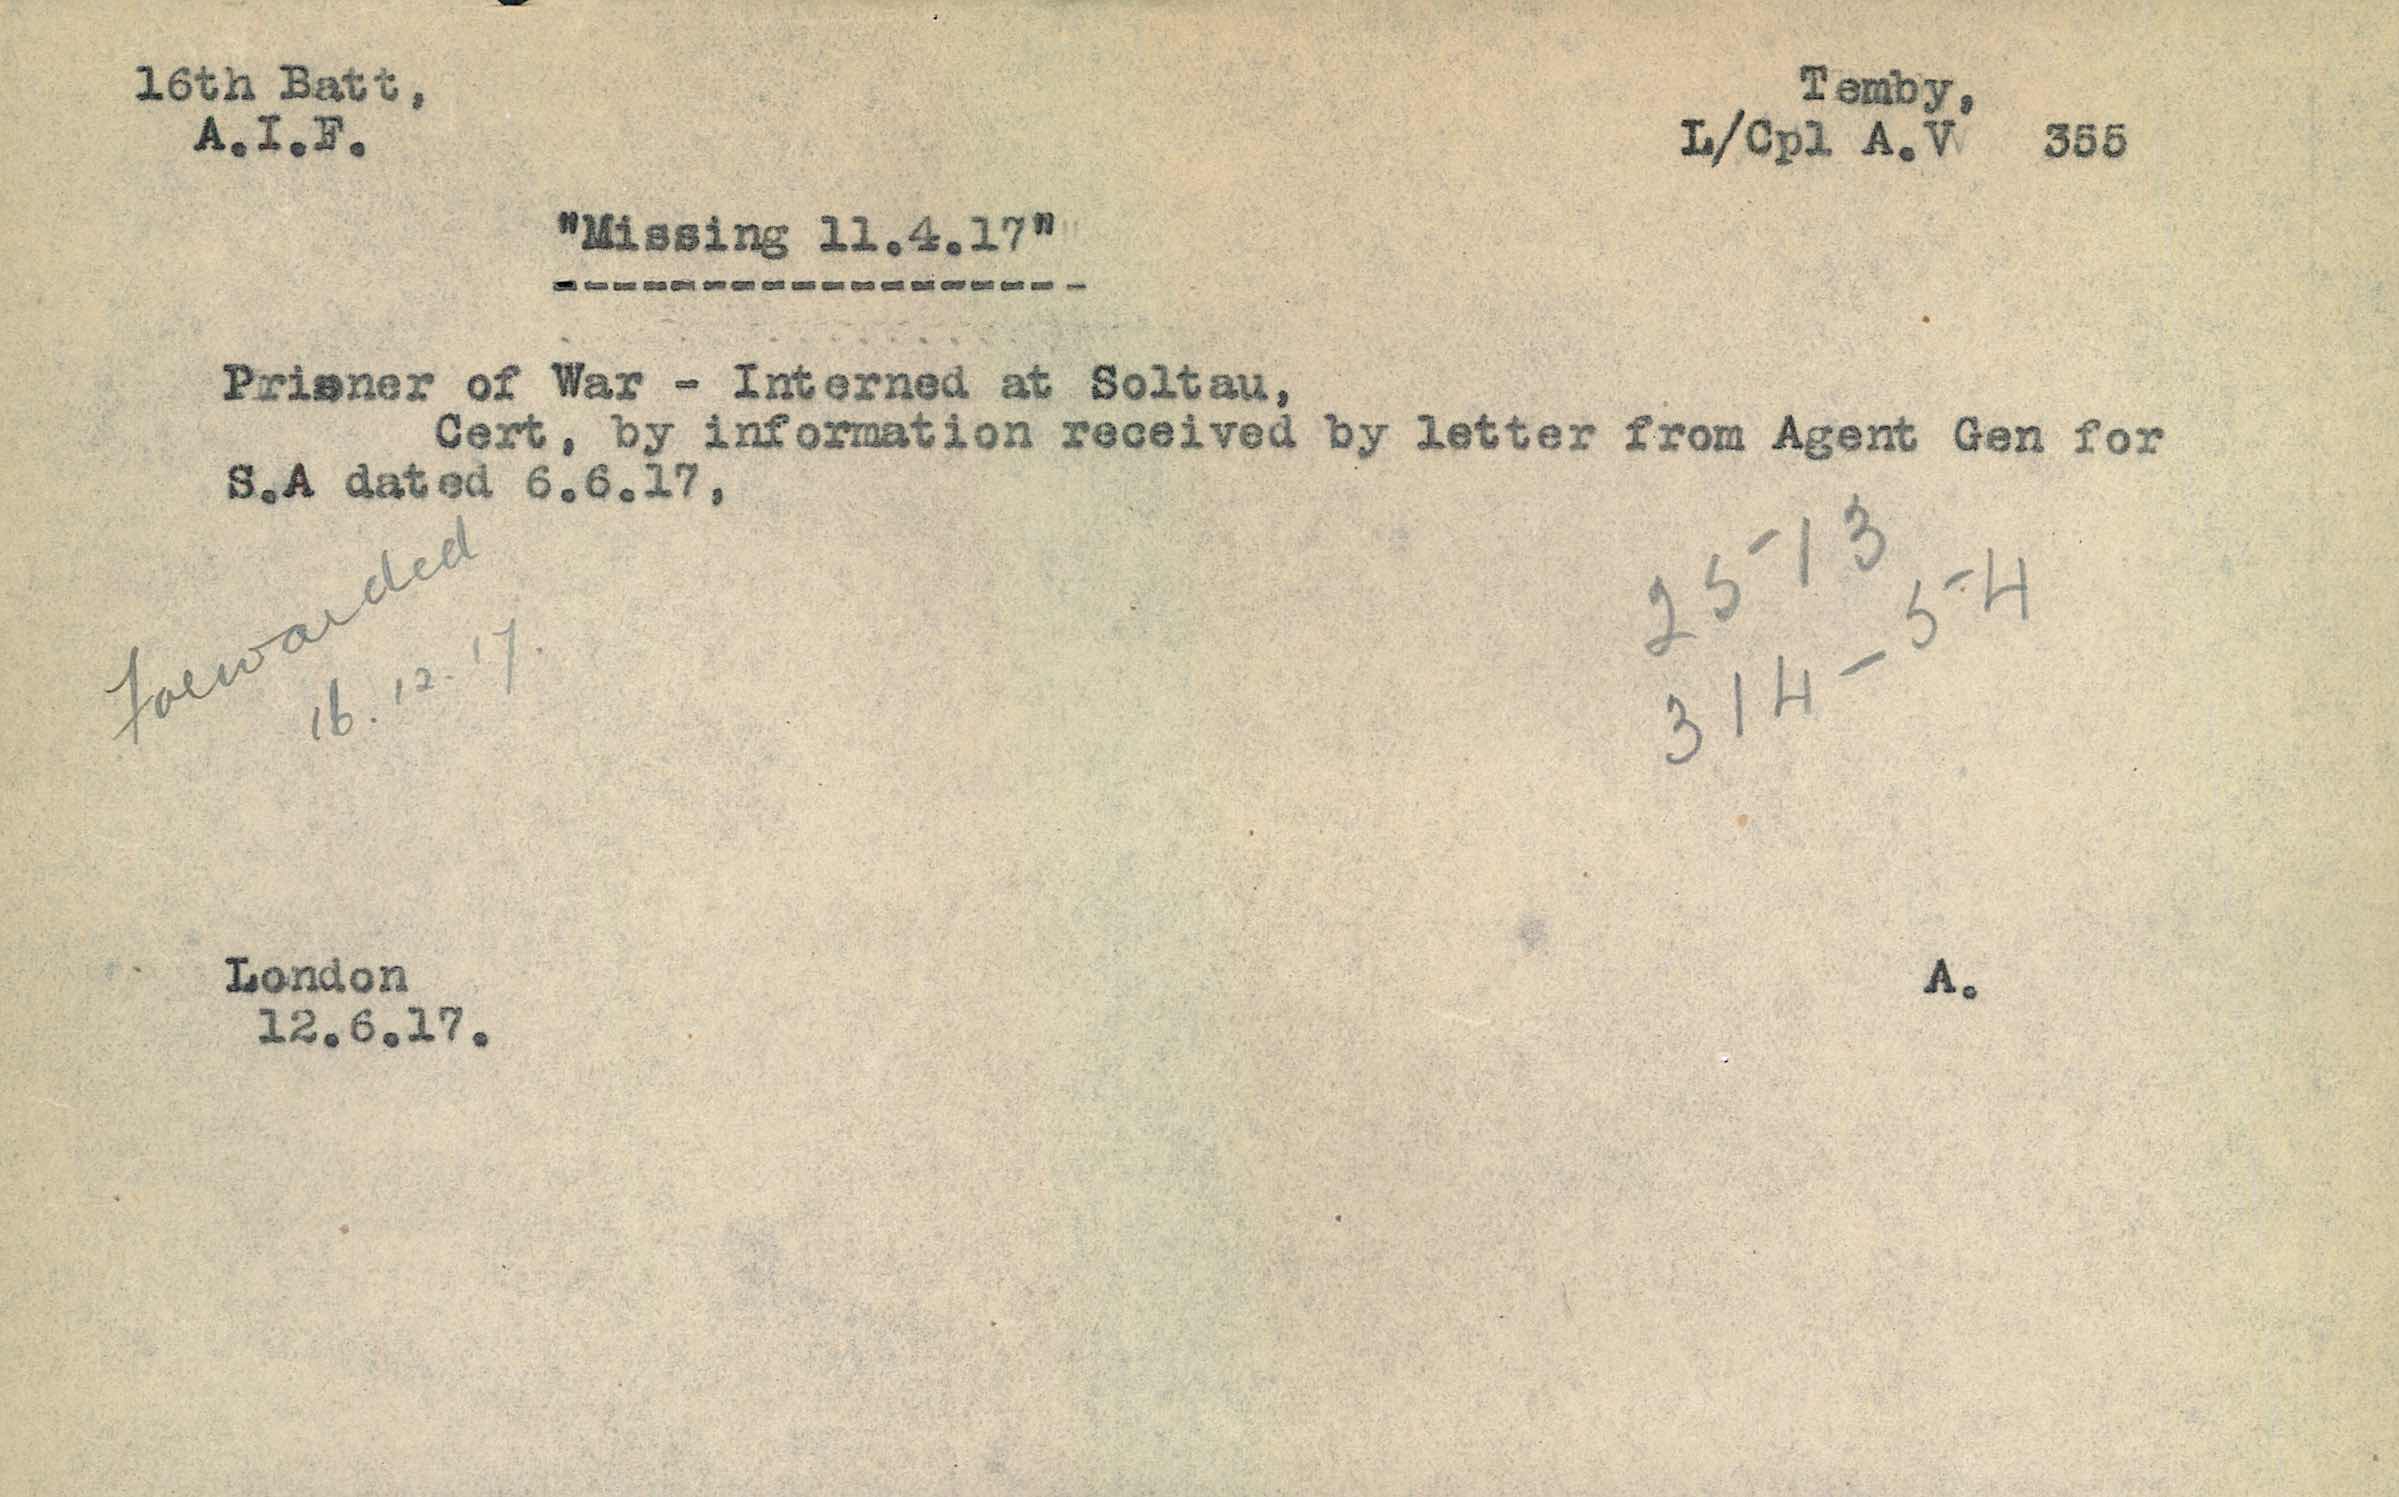 16th Batt,
A.I.F.
Temby,
L/Cpl A.V 355
"Missing 11.4.17"
-------------------
Prisner of War - Interned at Soltau,
Cert, by information received by letter from Agent Gen for
S.A dated 6.6.17,
Forwarded
16.12.17.
25-13
314-5-4
London
12.6.17.
A.